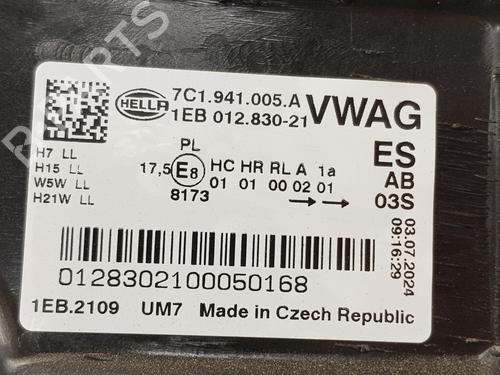 HELLA
7C1.941.005.A
1EB 012.830-21
VWAG
H7 LL
H15 LL
W5W LL
H21W LL
PL
17,5 E8
8173
HC HR RL A 1a
01 01 00 02 01
ES
AB
03S
03.07.2024
09:16:29
0128302100050168
1EB.2109 UM7 Made in Czech Republic